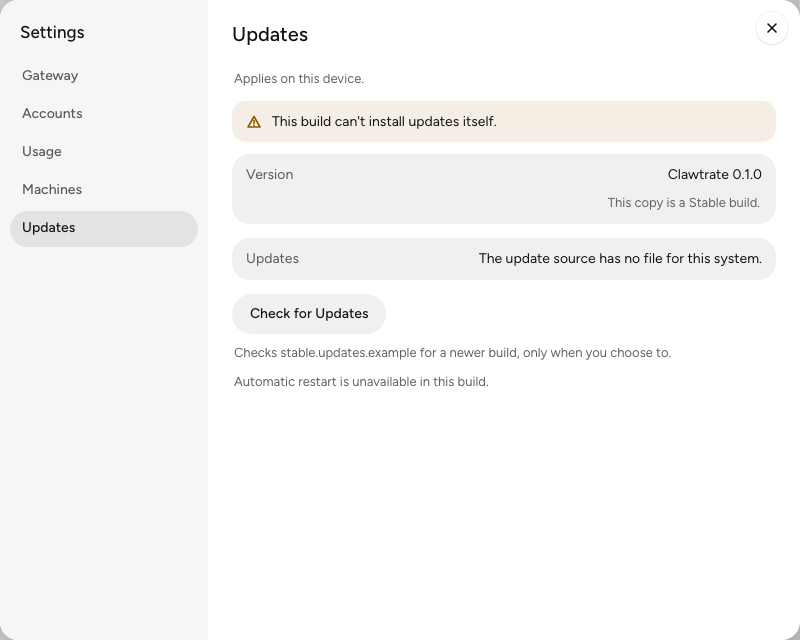 Settings
Gateway
Accounts
Usage
Machines
Updates
Updates
Applies on this device.
This build can't install updates itself.
Version
Clawtrate 0.1.0
This copy is a Stable build.
Updates
The update source has no file for this system.
Check for Updates
Checks stable.updates.example for a newer build, only when you choose to.
Automatic restart is unavailable in this build.